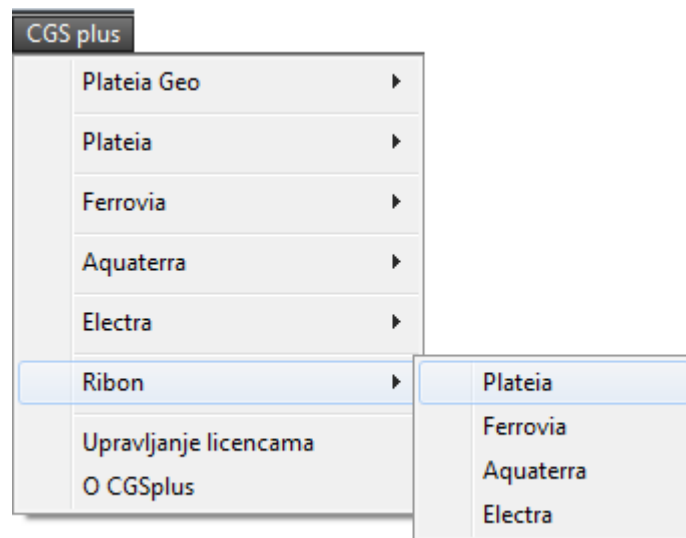 CGS plus
Plateia Geo
Plateia
Ferrovia
Aquaterra
Electra
Ribon
Upravljanje licencama
O CGSplus
Plateia
Ferrovia
Aquaterra
Electra